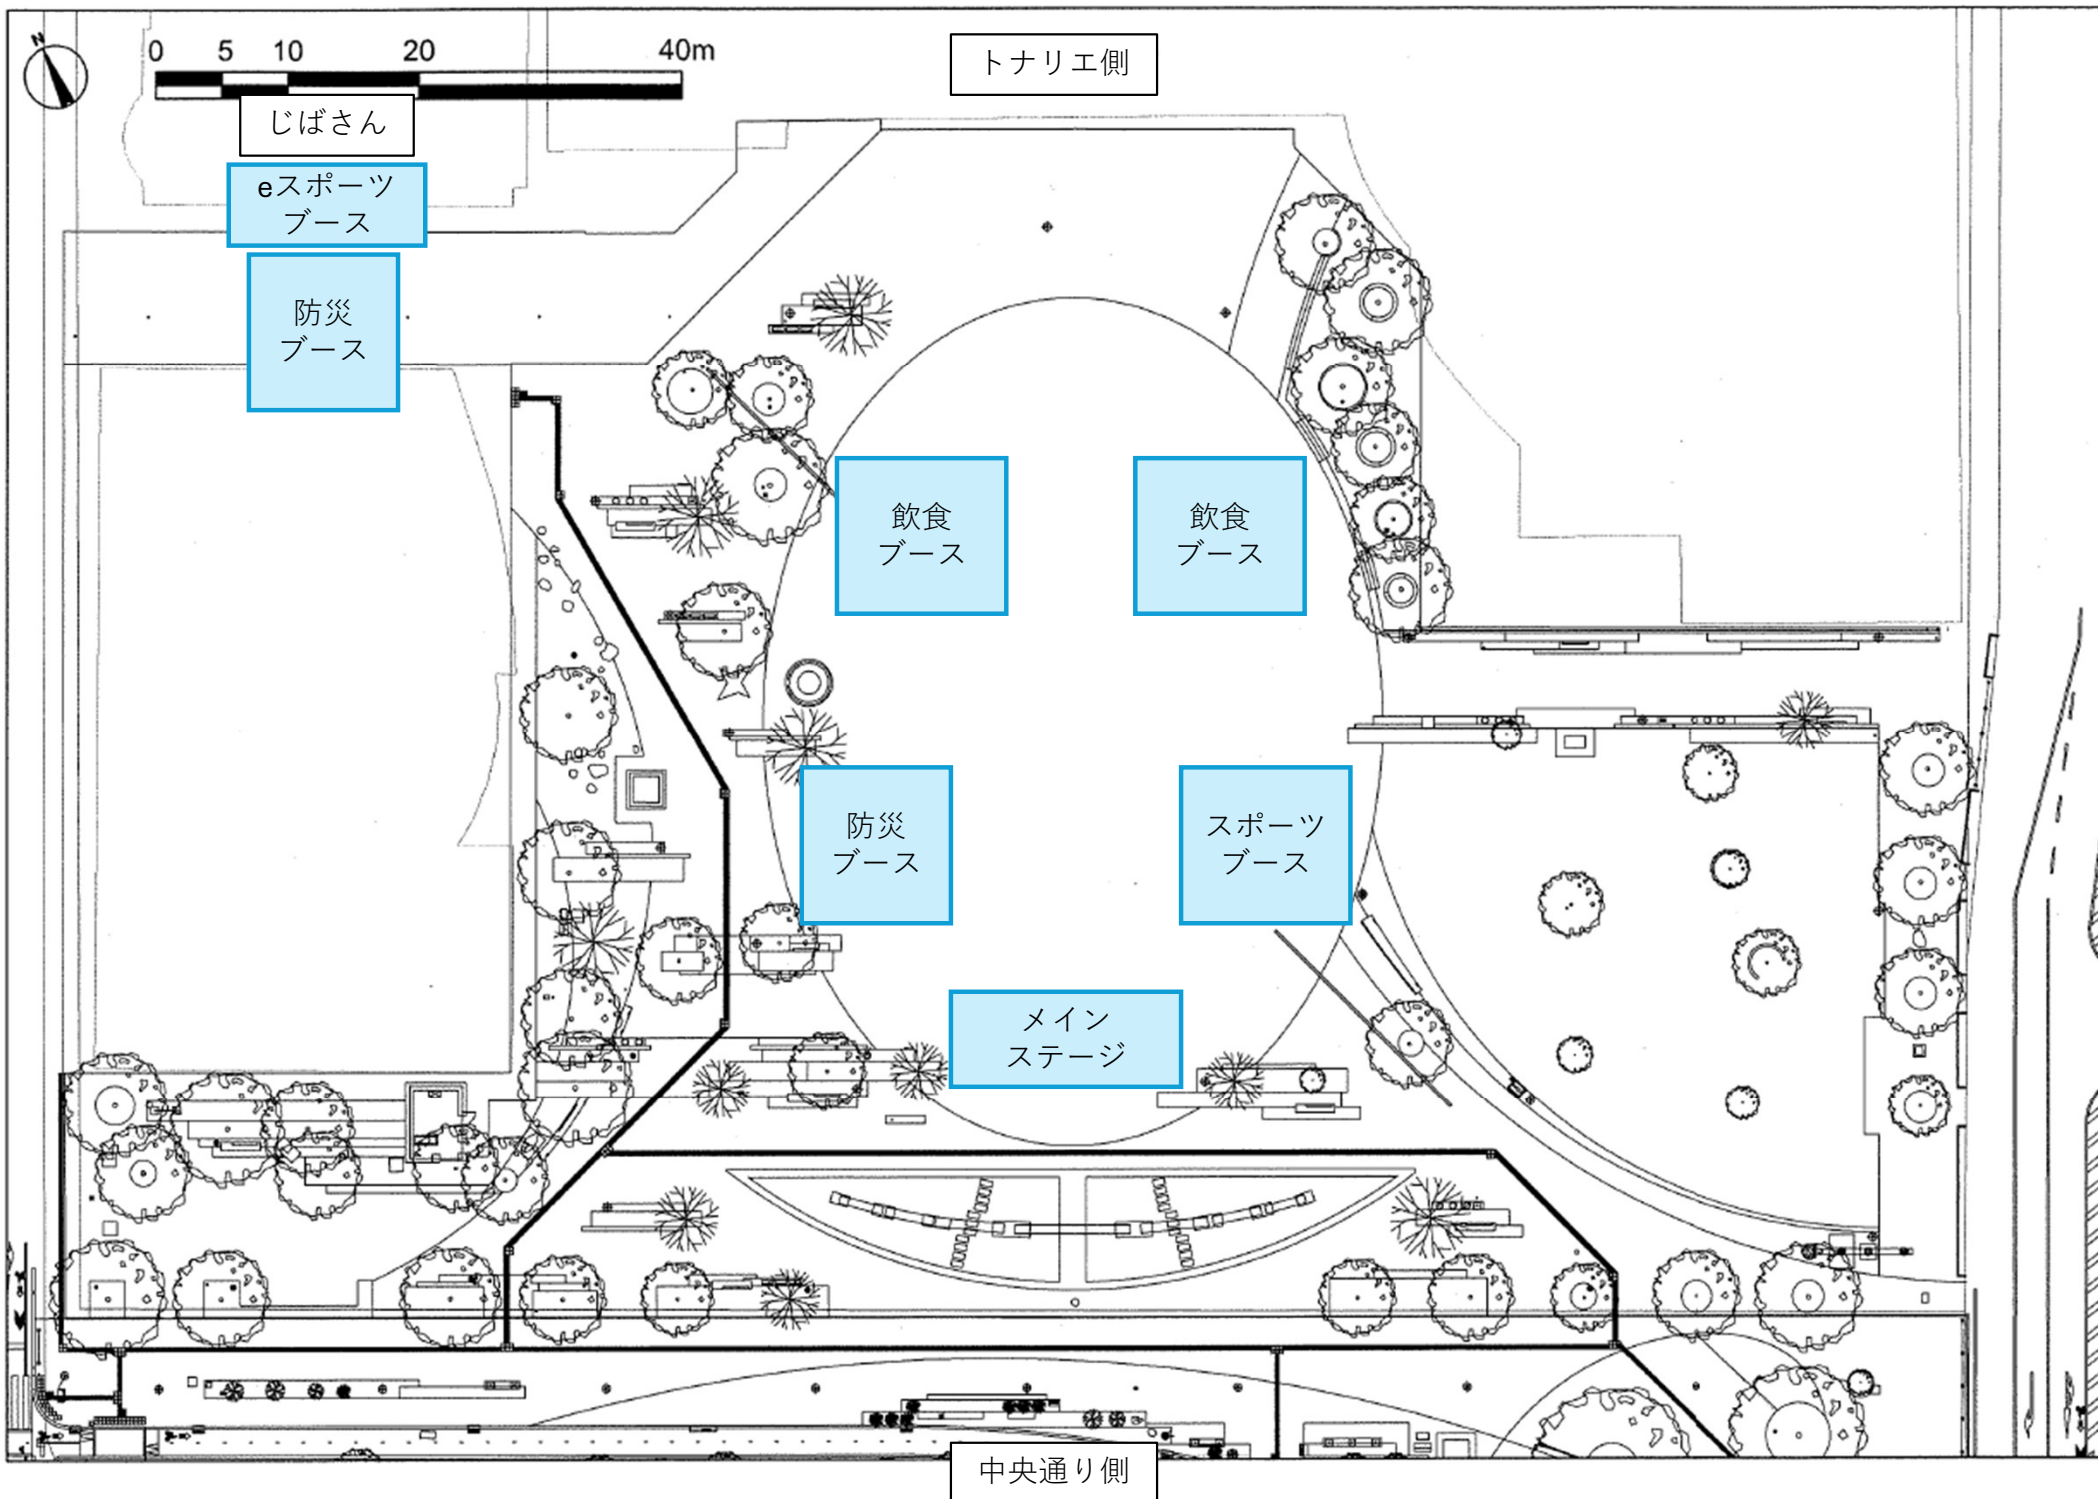 N
0 5 10 20 40m
トナリエ側
じばさん
eスポーツ
ブース
防災
ブース
飲食
ブース
飲食
ブース
防災
ブース
スポーツ
ブース
メイン
ステージ
中央通り側